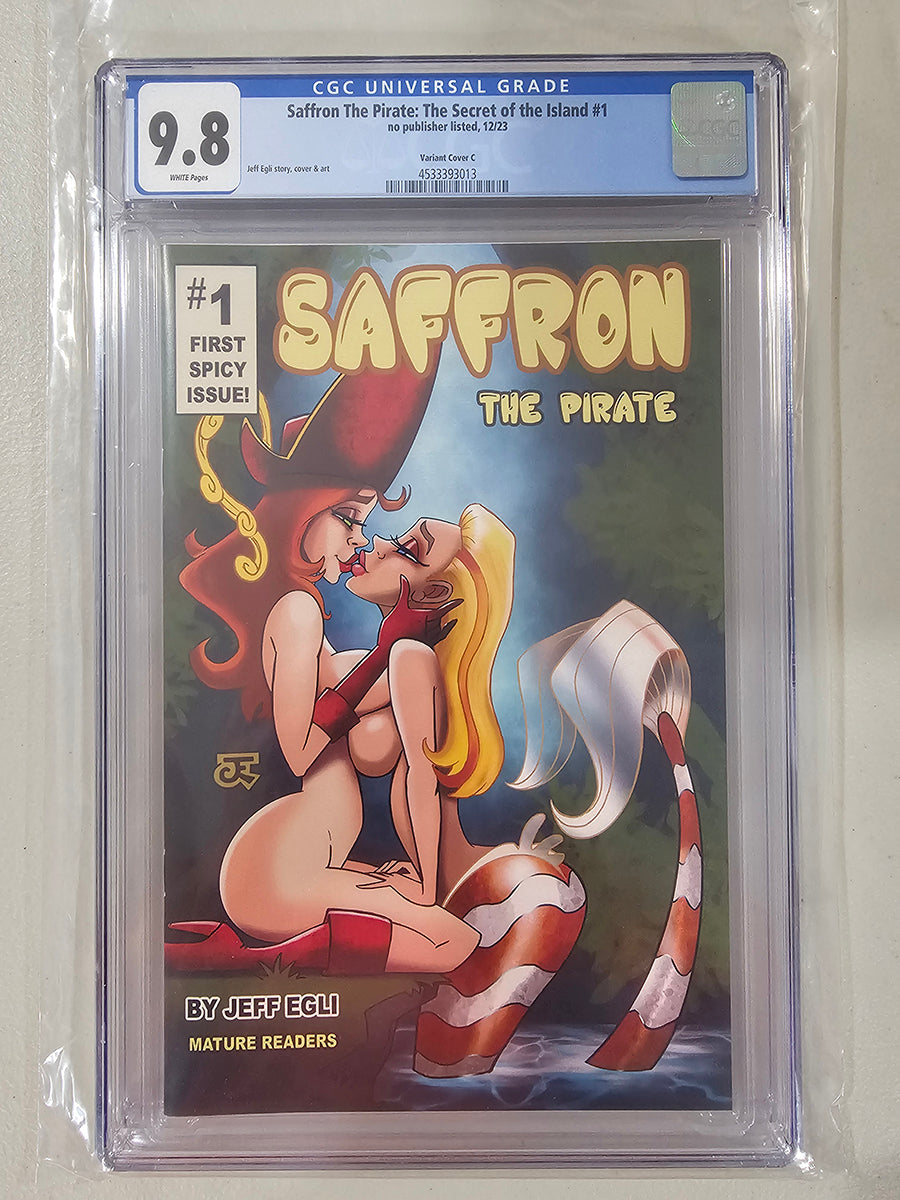 CGC UNIVERSAL GRADE
9.8
WHITE Pages
Saffron The Pirate: The Secret of the Island #1
no publisher listed, 12/23
Variant Cover C
Jeff Egli story, cover & art
4533393013
CGC
#1
FIRST
SPICY
ISSUE!
SAFFRON
THE PIRATE
JE
BY JEFF EGLI
MATURE READERS